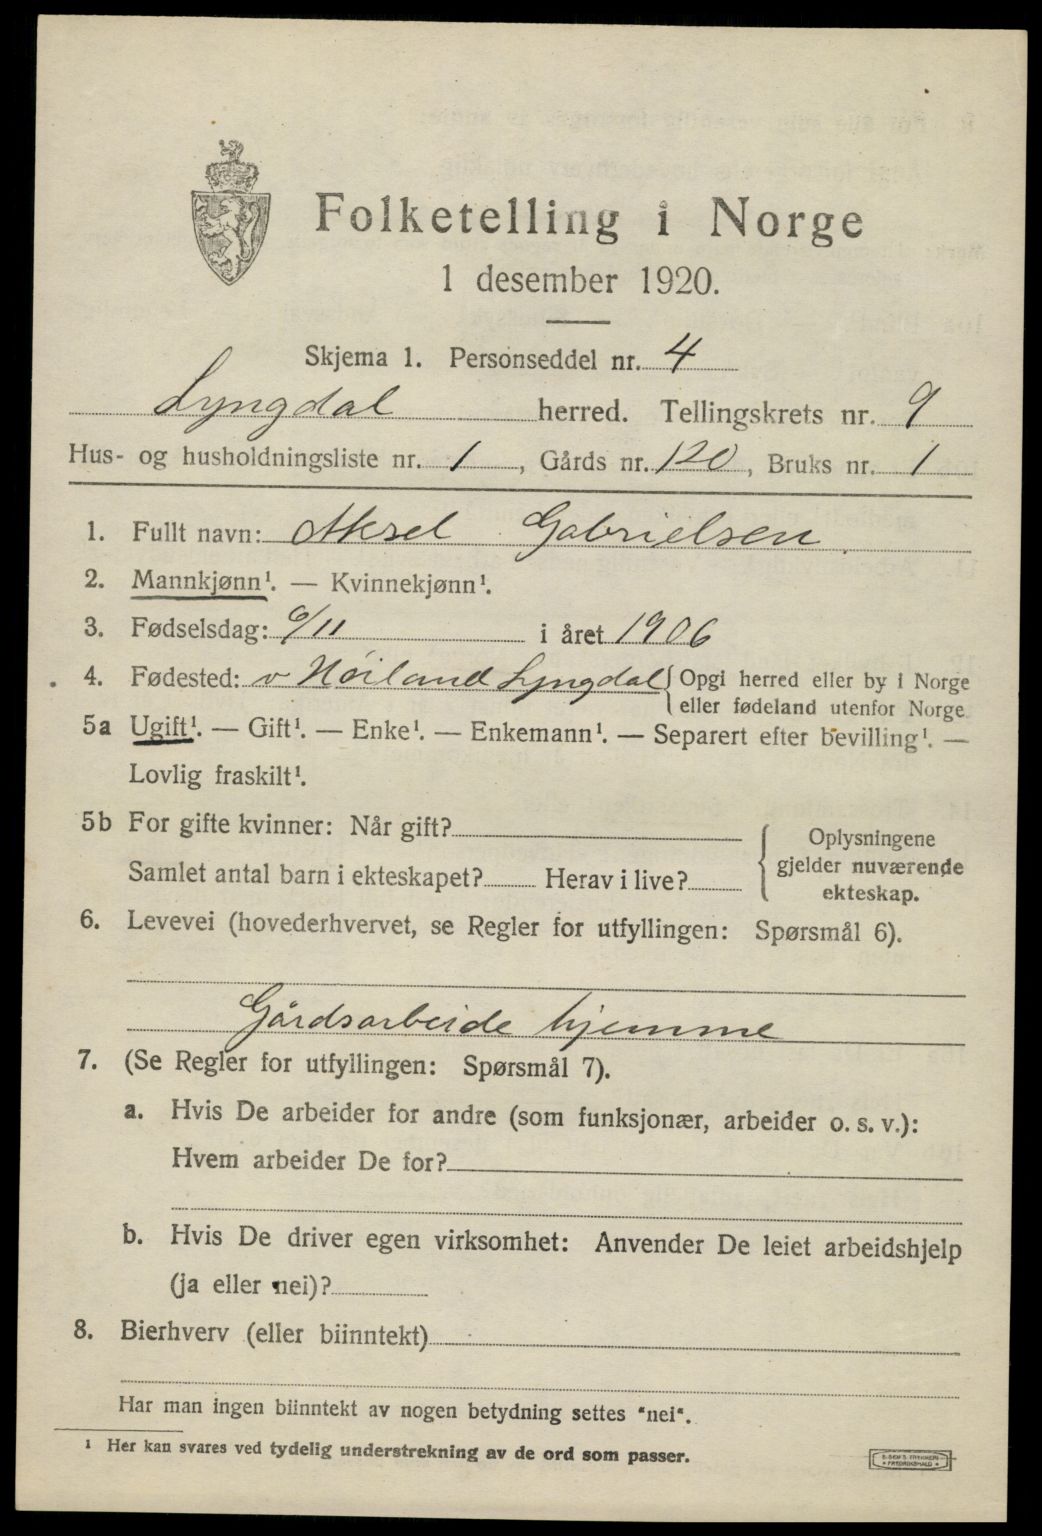 Folketelling i Norge
1 desember 1920.
Skjema 1. Personseddel nr. 4
Lyngdal herred. Tellingskrets nr. 9
Hus- og husholdningsliste nr. 1, Gårds nr. 120, Bruks nr. 1
1. Fullt navn: Aksel Gabrielsen
2. Mannkjønn¹. — Kvinnekjønn¹.
3. Fødselsdag: 6/11 i året 1906
4. Fødested: v Høiland Lyngdal { Opgi herred eller by i Norge
eller fødeland utenfor Norge
5a Ugift¹. — Gift¹. — Enke¹. — Enkemann¹. — Separert efter bevilling¹. —
Lovlig fraskilt¹.
5b For gifte kvinner: Når gift?
Samlet antal barn i ekteskapet? Herav i live?
{ Oplysningene
gjelder nuværende
ekteskap.
6. Levevei (hovederhvervet, se Regler for utfyllingen: Spørsmål 6).
Gårdsarbeide hjemme
7. (Se Regler for utfyllingen: Spørsmål 7).
a. Hvis De arbeider for andre (som funksjonær, arbeider o. s. v.):
Hvem arbeider De for?
b. Hvis De driver egen virksomhet: Anvender De leiet arbeidshjelp
(ja eller nei)?
8. Bierhverv (eller biinntekt)
Har man ingen biinntekt av nogen betydning settes "nei".
¹ Her kan svares ved tydelig understrekning av de ord som passer.